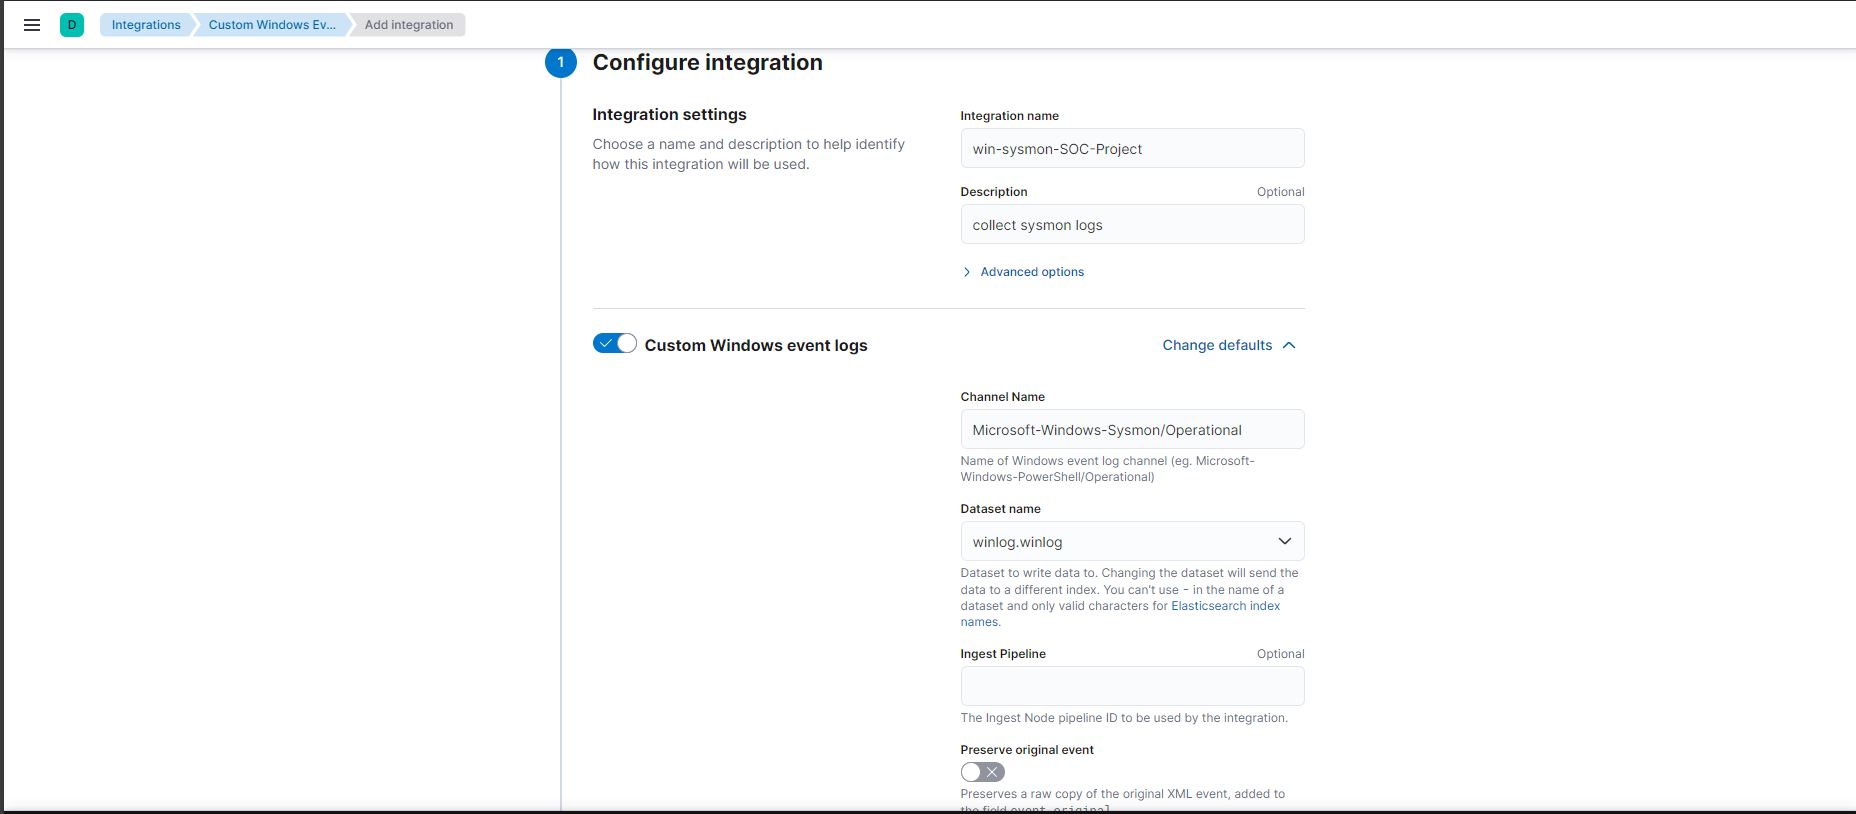 D Integrations Custom Windows Ev... Add integration
1 Configure integration
Integration settings
Choose a name and description to help identify
how this integration will be used.
Integration name
win-sysmon-SOC-Project
Description Optional
collect sysmon logs
Advanced options
Custom Windows event logs Change defaults
Channel Name
Microsoft-Windows-Sysmon/Operational
Name of Windows event log channel (eg. Microsoft-
Windows-PowerShell/Operational)
Dataset name
winlog.winlog
Dataset to write data to. Changing the dataset will send the
data to a different index. You can't use - in the name of a
dataset and only valid characters for Elasticsearch index
names.
Ingest Pipeline Optional
The Ingest Node pipeline ID to be used by the integration.
Preserve original event
Preserves a raw copy of the original XML event, added to
the field event.original